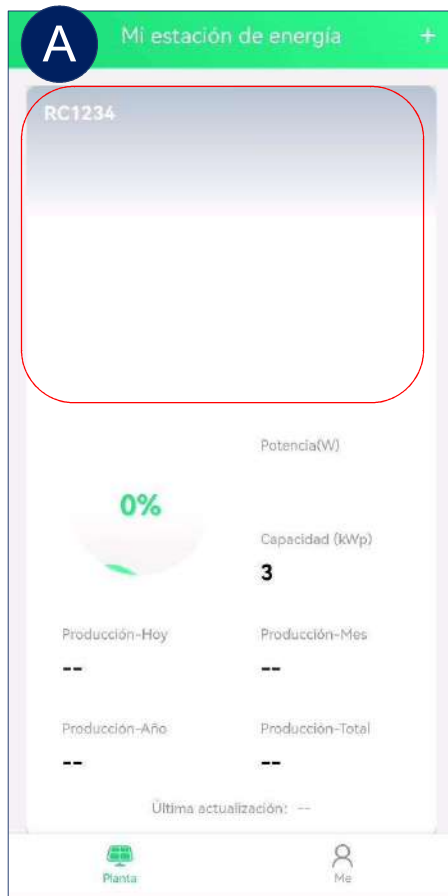 A
Mi estación de energía +
RC1234
Potencia(W)
0%
Capacidad (kWp)
3
Producción-Hoy Producción-Mes
-- --
Producción-Año Producción-Total
-- --
Última actualización: --
Planta Me